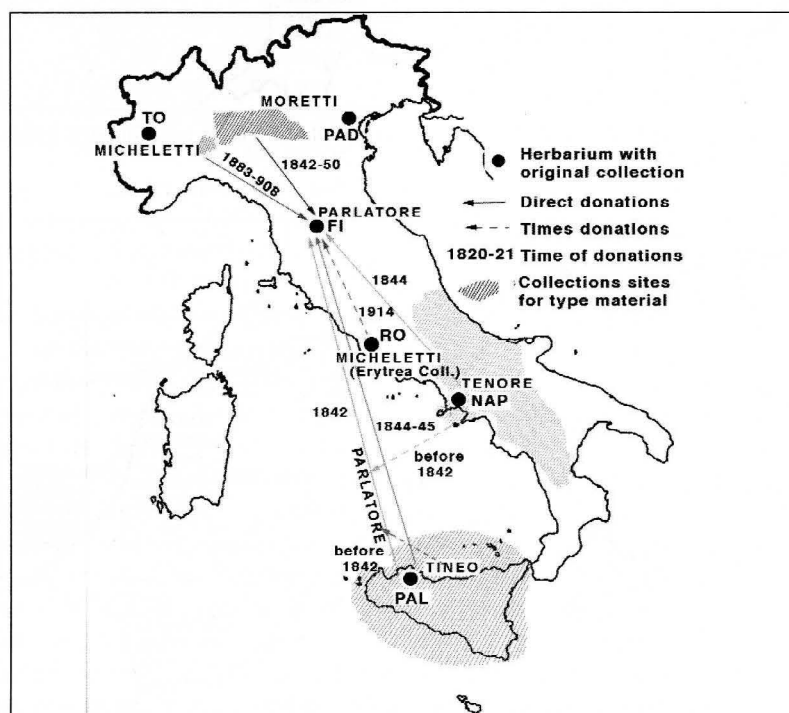 MORETTI
TO
PAD
MICHELETTI
1883-908
1842-50
Herbarium with
original collection
Direct donations
Times donations
1820-21 Time of donations
Collections sites
for type material
PARLATORE
FI
1844
1914
RO
MICHELETTI
(Erytrea Coll.)
TENORE
NAP
1842
1844-45
before
1842
PARLATORE
before
1842
TINEO
PAL